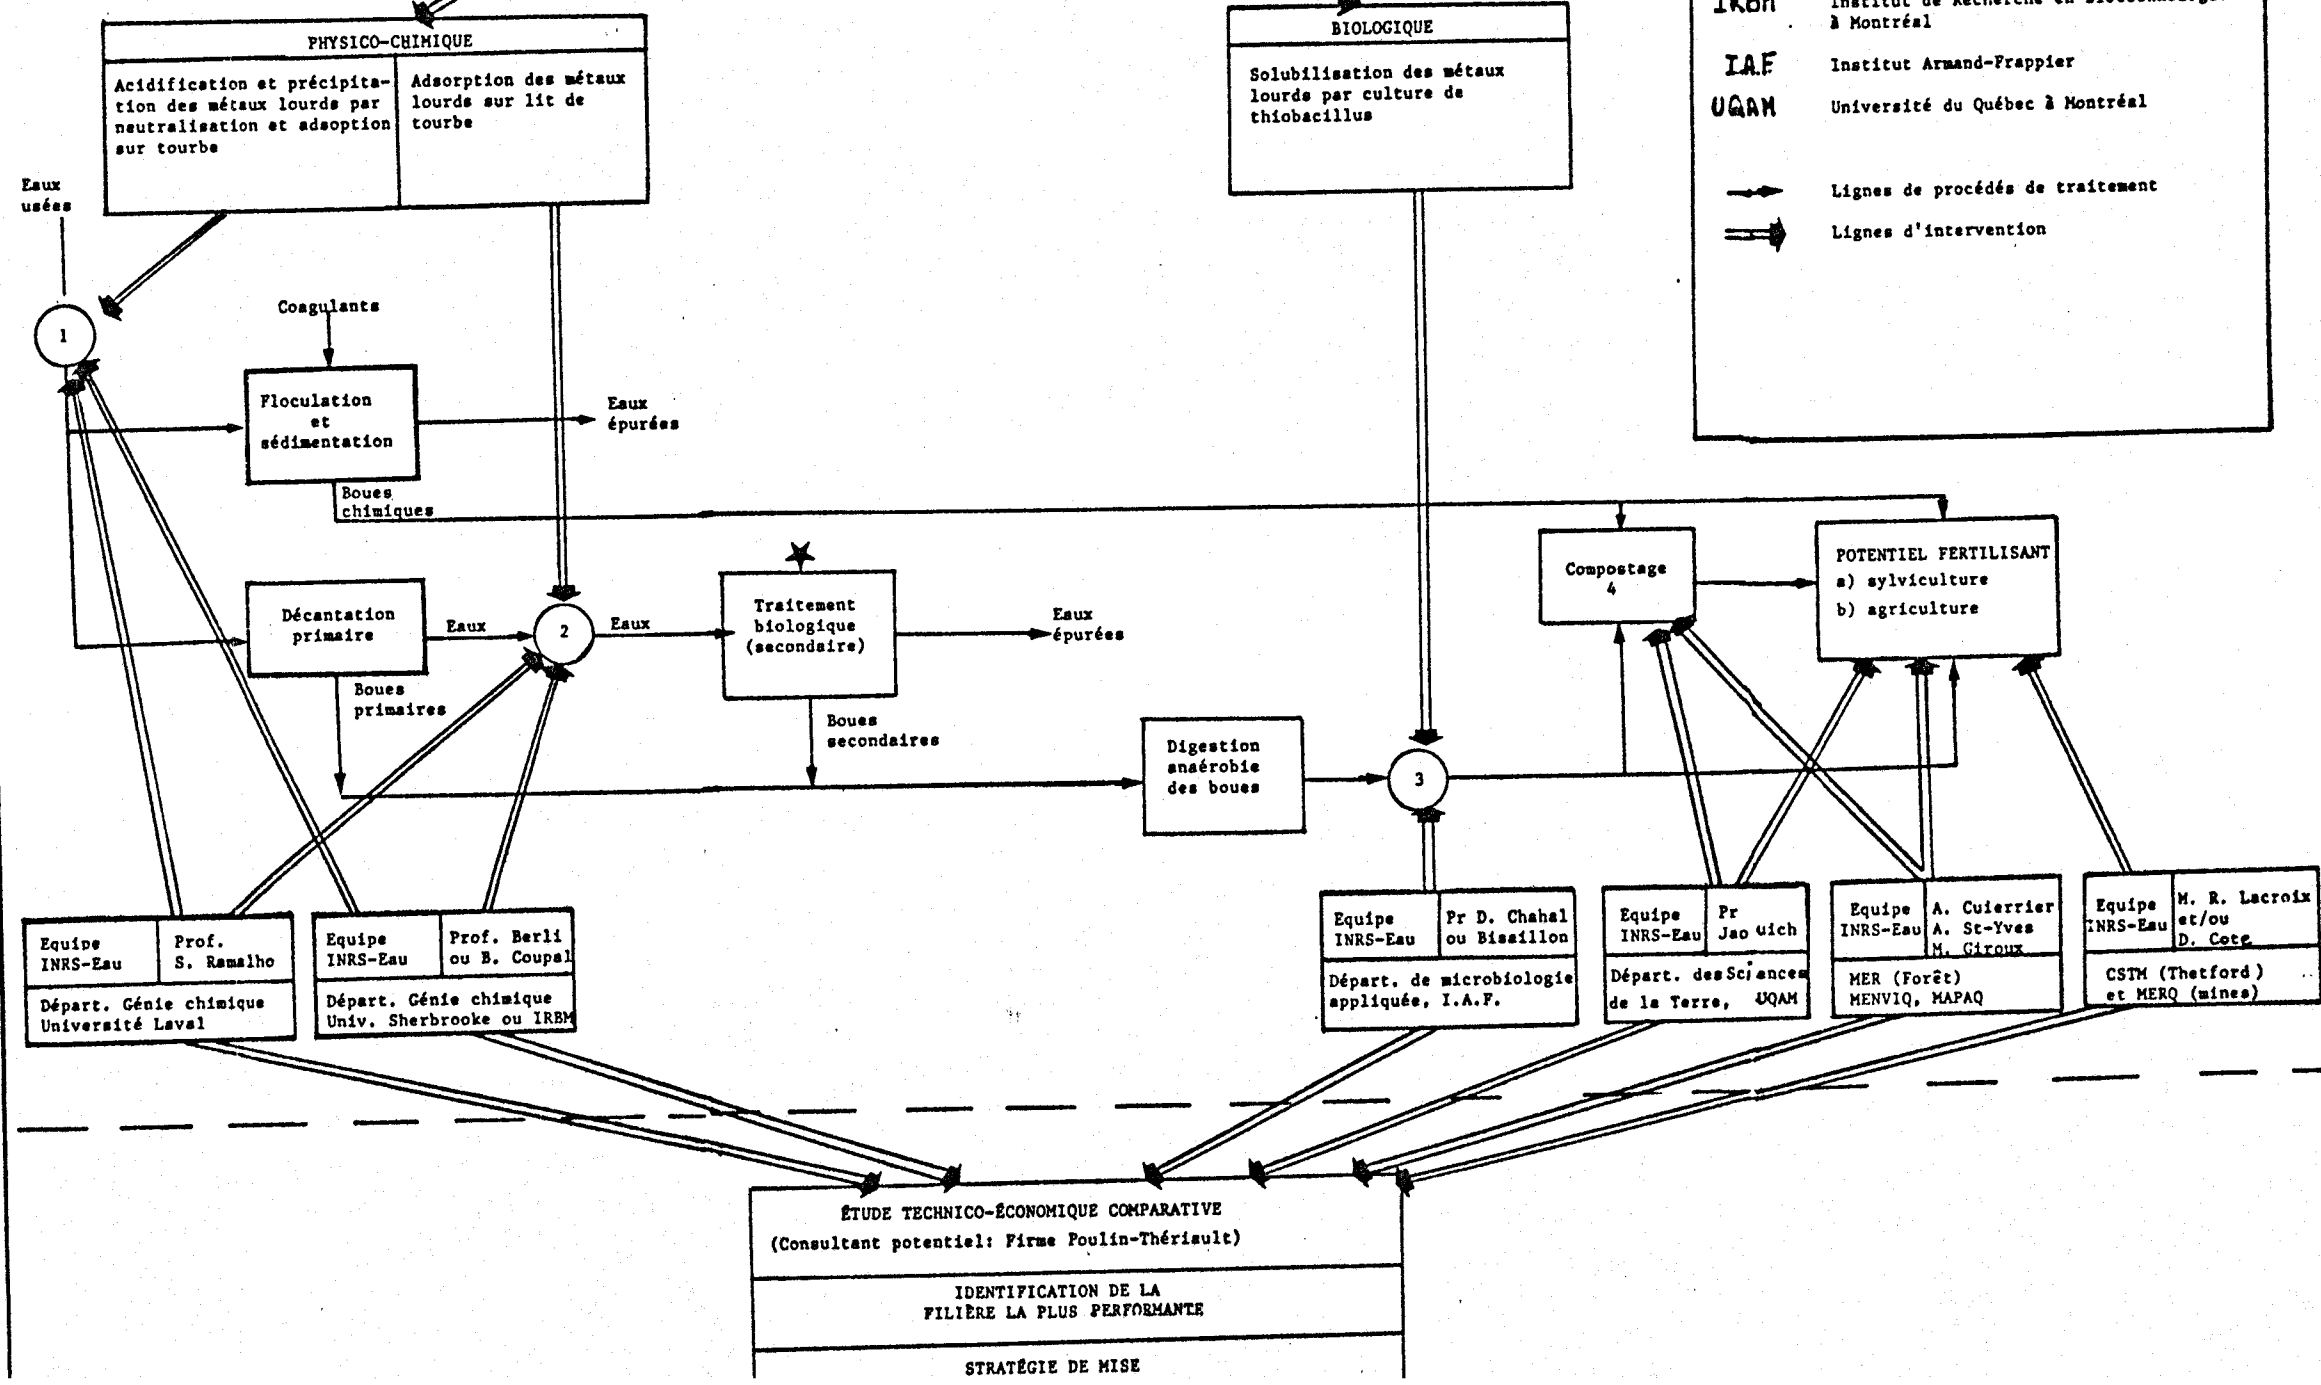 PHYSICO-CHIMIQUE
Acidification et précipita-
tion des métaux lourds par
neutralisation et adsoption
sur tourbe
Adsorption des métaux
lourds sur lit de
tourbe
BIOLOGIQUE
Solubilisation des métaux
lourds par culture de
thiobacillus
IRBM
Institut de Recherche en
à Montréal
I.A.F
Institut Armand-Frappier
UQAM
Université du Québec à Montréal
Lignes de procédés de traitement
Lignes d'intervention
Eaux
usées
1
Coagulants
Floculation
et
sédimentation
Eaux
épurées
Boues
chimiques
Décantation
primaire
Eaux
2
Eaux
Traitement
biologique
(secondaire)
Eaux
épurées
Compostage
4
POTENTIEL FERTILISANT
a) sylviculture
b) agriculture
Boues
primaires
Boues
secondaires
Digestion
anaérobie
des boues
3
Equipe
INRS-Eau
Prof.
S. Ramalho
Départ. Génie chimique
Université Laval
Equipe
INRS-Eau
Prof. Berli
ou B. Coupal
Départ. Génie chimique
Univ. Sherbrooke ou IRBM
Equipe
INRS-Eau
Pr D. Chahal
ou Bisaillon
Départ. de microbiologie
appliquée, I.A.F.
Equipe
INRS-Eau
Pr
Jao uich
Départ. des Sciences
de la Terre, UQAM
Equipe
INRS-Eau
A. Cuierrier
A. St-Yves
M. Giroux
MER (Forêt)
MENVIQ, MAPAQ
Equipe
INRS-Eau
M. R. Lacroix
et/ou
D. Cote
CSTM (Thetford)
et MERQ (mines)
ÉTUDE TECHNICO-ÉCONOMIQUE COMPARATIVE
(Consultant potentiel: Firme Poulin-Thériault)
IDENTIFICATION DE LA
FILIÈRE LA PLUS PERFORMANTE
STRATÉGIE DE MISE